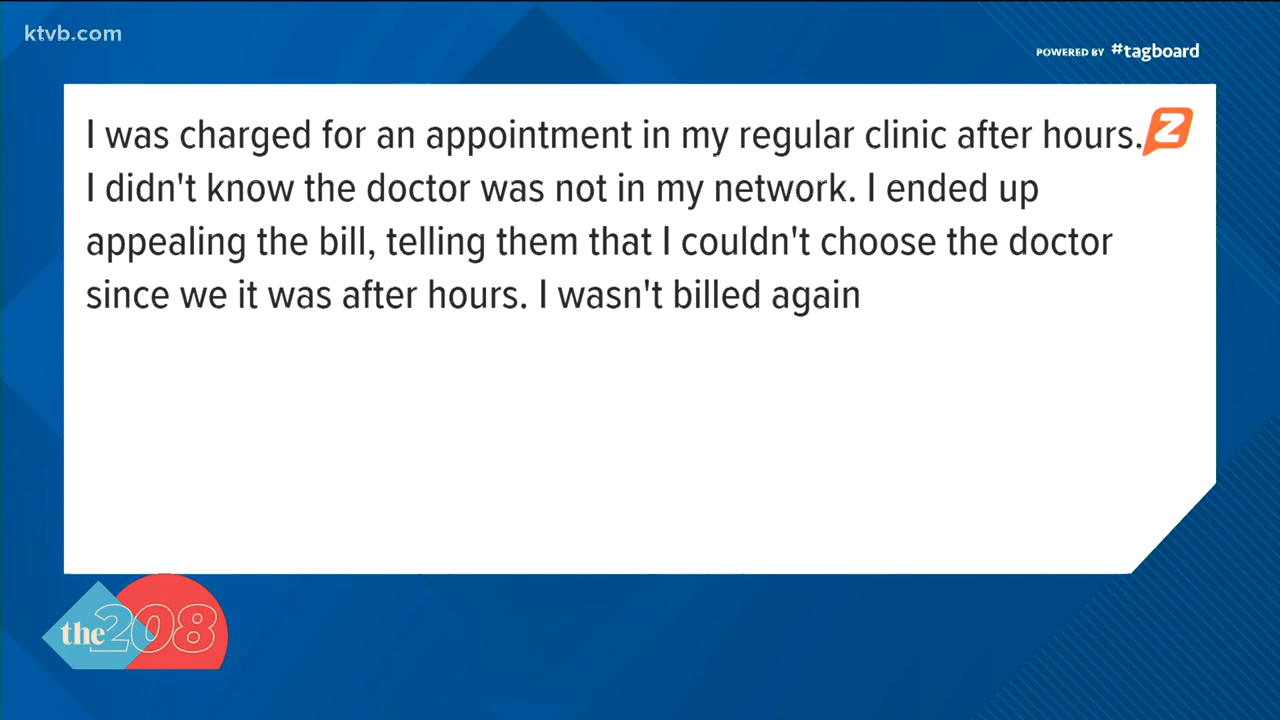 ktvb.com
POWERED BY #tagboard
I was charged for an appointment in my regular clinic after hours.
I didn't know the doctor was not in my network. I ended up
appealing the bill, telling them that I couldn't choose the doctor
since we it was after hours. I wasn't billed again
Z
the 208